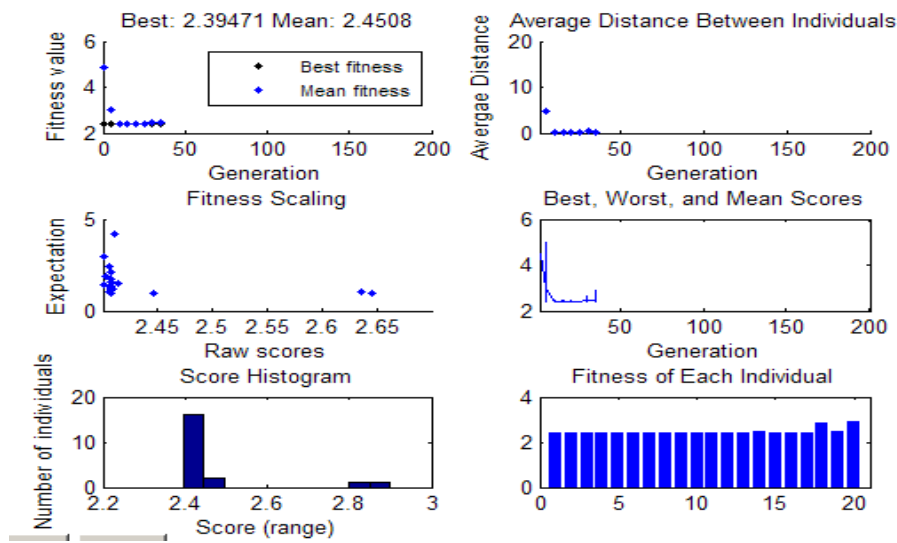 Best: 2.39471 Mean: 2.4508
6
4
2
Fitness value
Best fitness
Mean fitness
0 50 100 150 200
Generation
Average Distance Between Individuals
20
10
0
Avergae Distance
0 50 100 150 200
Generation
Fitness Scaling
5
0
Expectation
2.45 2.5 2.55 2.6 2.65
Raw scores
Best, Worst, and Mean Scores
6
4
2
50 100 150 200
Generation
Score Histogram
20
10
0
Number of individuals
2.2 2.4 2.6 2.8 3
Score (range)
Fitness of Each Individual
4
2
0
0 5 10 15 20